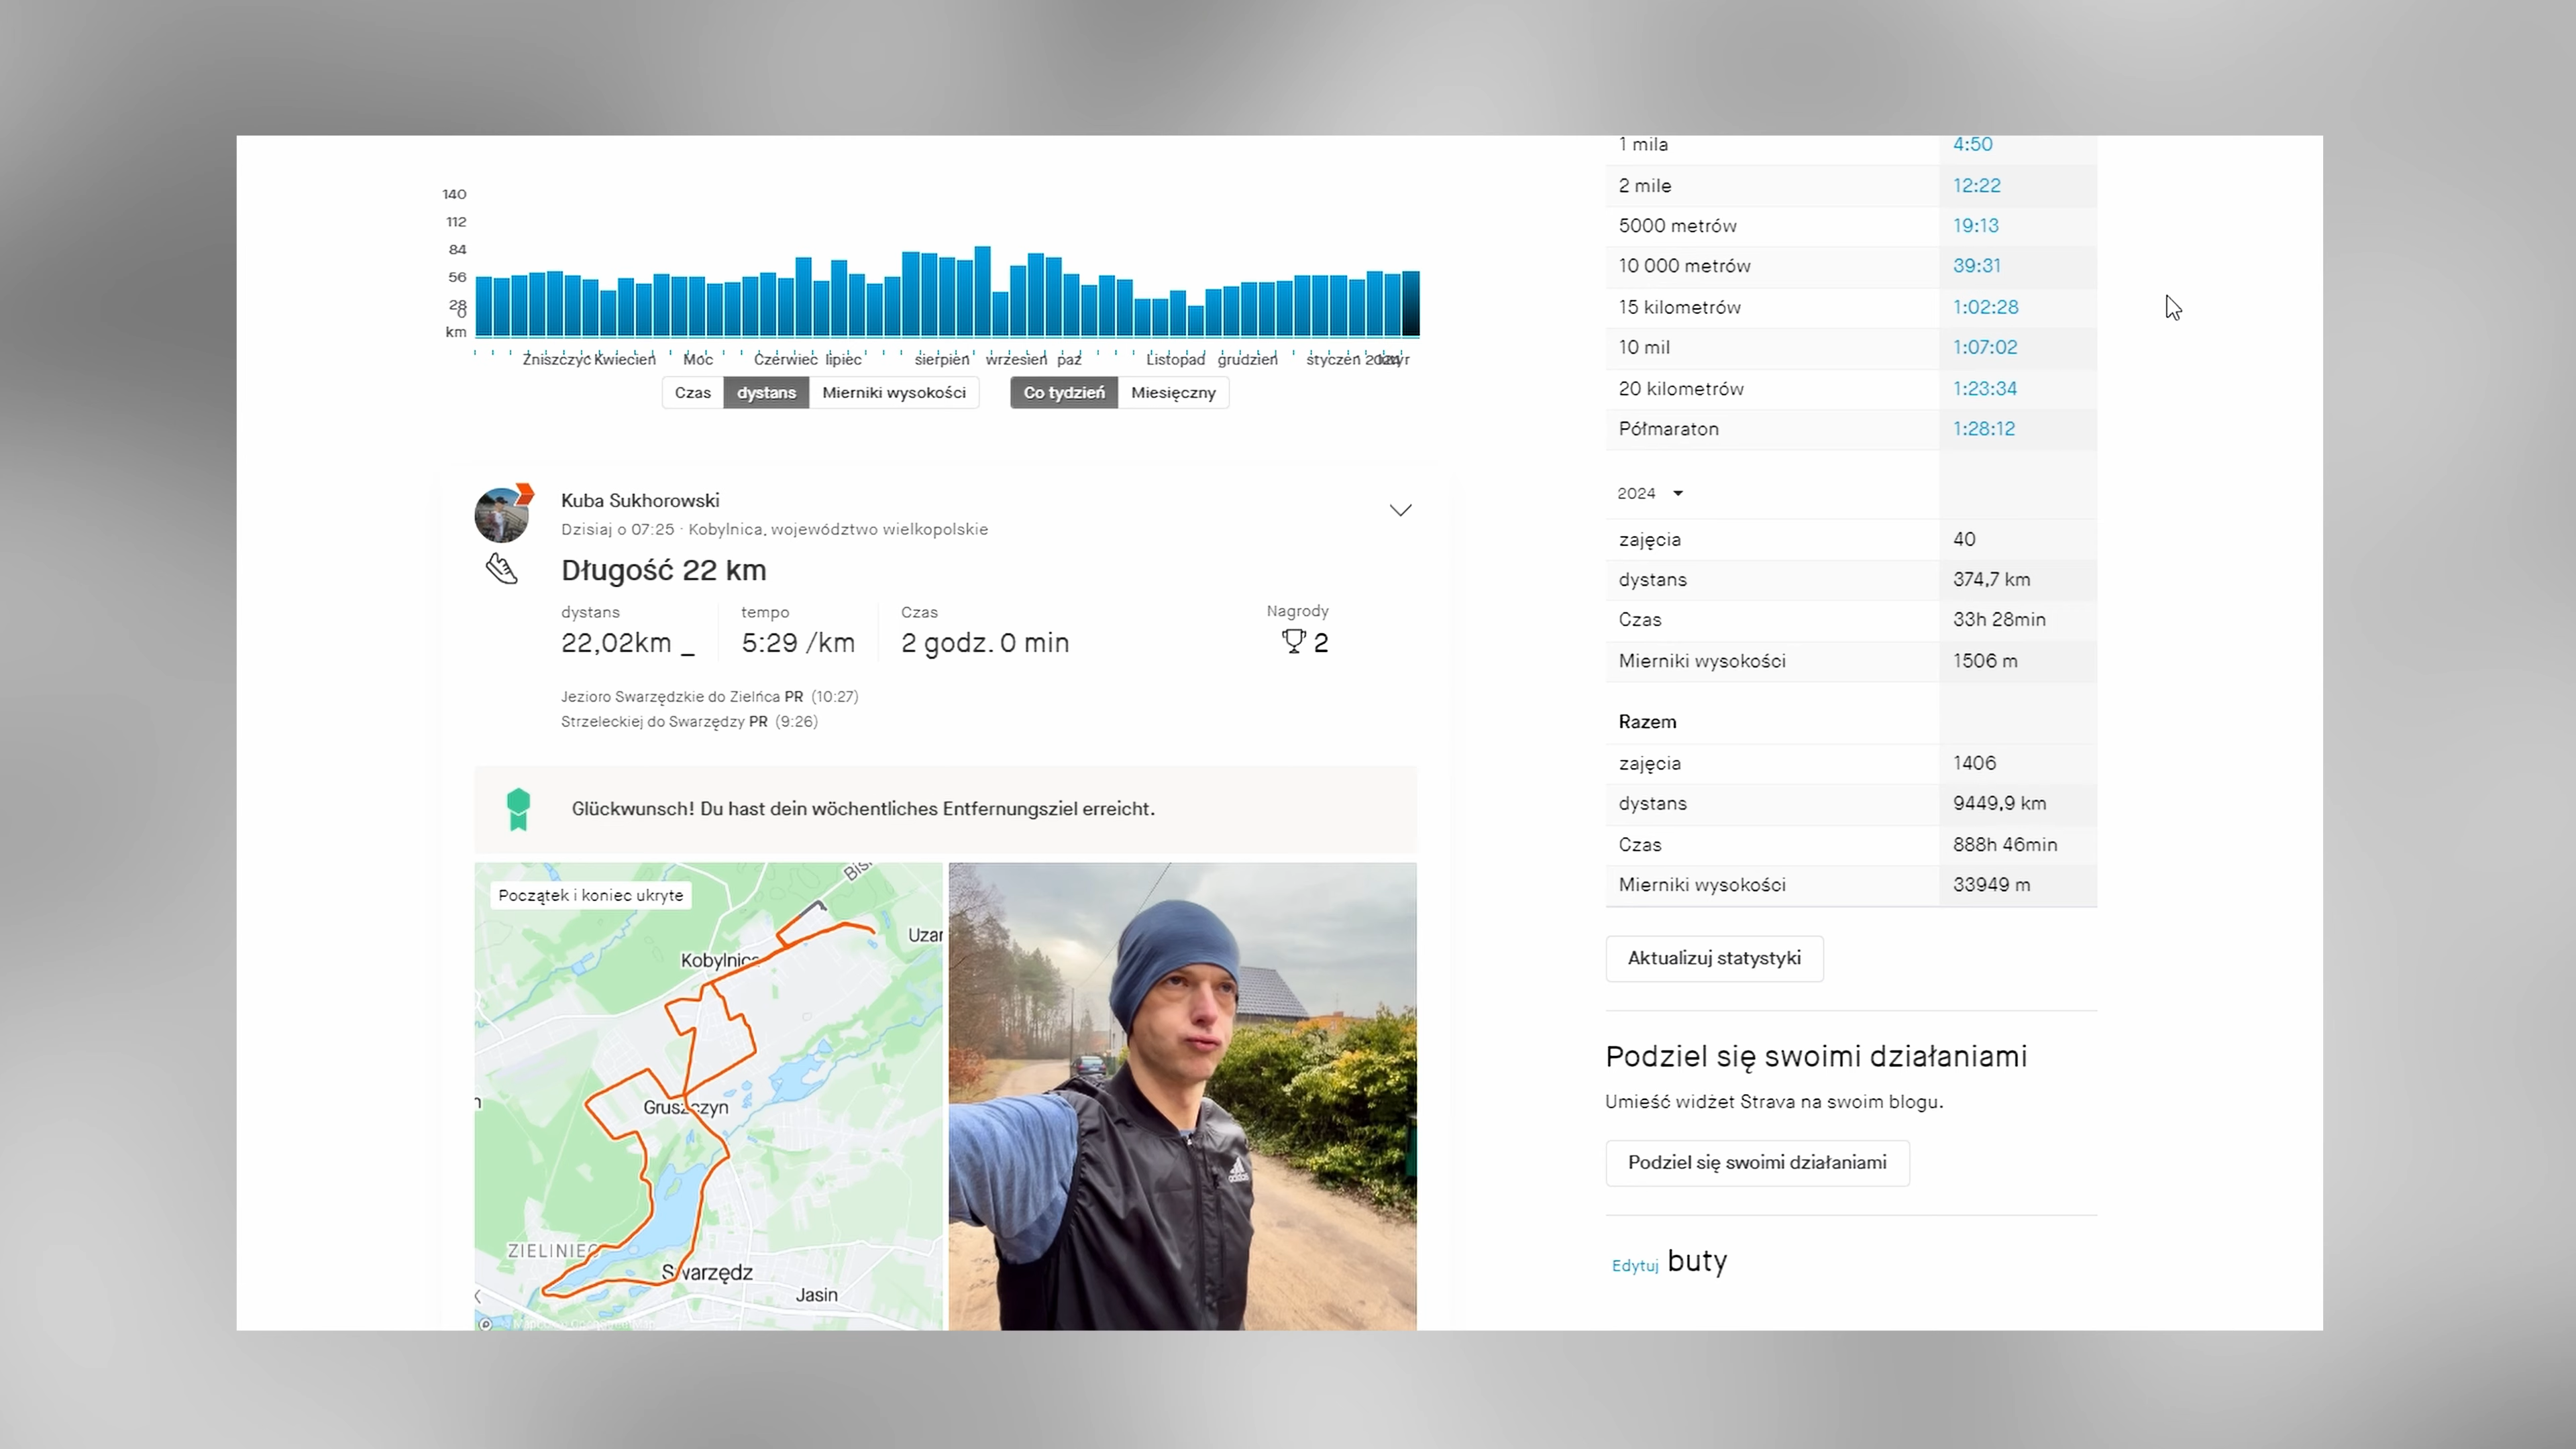 140
112
84
56
28
0
km
Zniszczyć Kwiecień Moc Czerwiec lipiec sierpień wrzesień paź Listopad grudzień styczeń 2024
Czas dystans Mierniki wysokości Co tydzień Miesięczny
Kuba Sukhorowski
Dzisiaj o 07:25 · Kobylnica, województwo wielkopolskie
Długość 22 km
dystans tempo Czas Nagrody
22,02km _ 5:29 /km 2 godz. 0 min 2
Jezioro Swarzędzkie do Zielńca PR (10:27)
Strzeleckiej do Swarzędzy PR (9:26)
Glückwunsch! Du hast dein wöchentliches Entfernungsziel erreicht.
Początek i koniec ukryte
Uzar
Kobylnica
Gruszczyn
ZIELINIEC
Swarzędz
Jasin
adidas
1 mila 4:50
2 mile 12:22
5000 metrów 19:13
10 000 metrów 39:31
15 kilometrów 1:02:28
10 mil 1:07:02
20 kilometrów 1:23:34
Półmaraton 1:28:12
2024
zajęcia 40
dystans 374,7 km
Czas 33h 28min
Mierniki wysokości 1506 m
Razem
zajęcia 1406
dystans 9449,9 km
Czas 888h 46min
Mierniki wysokości 33949 m
Aktualizuj statystyki
Podziel się swoimi działaniami
Umieść widżet Strava na swoim blogu.
Podziel się swoimi działaniami
Edytuj buty